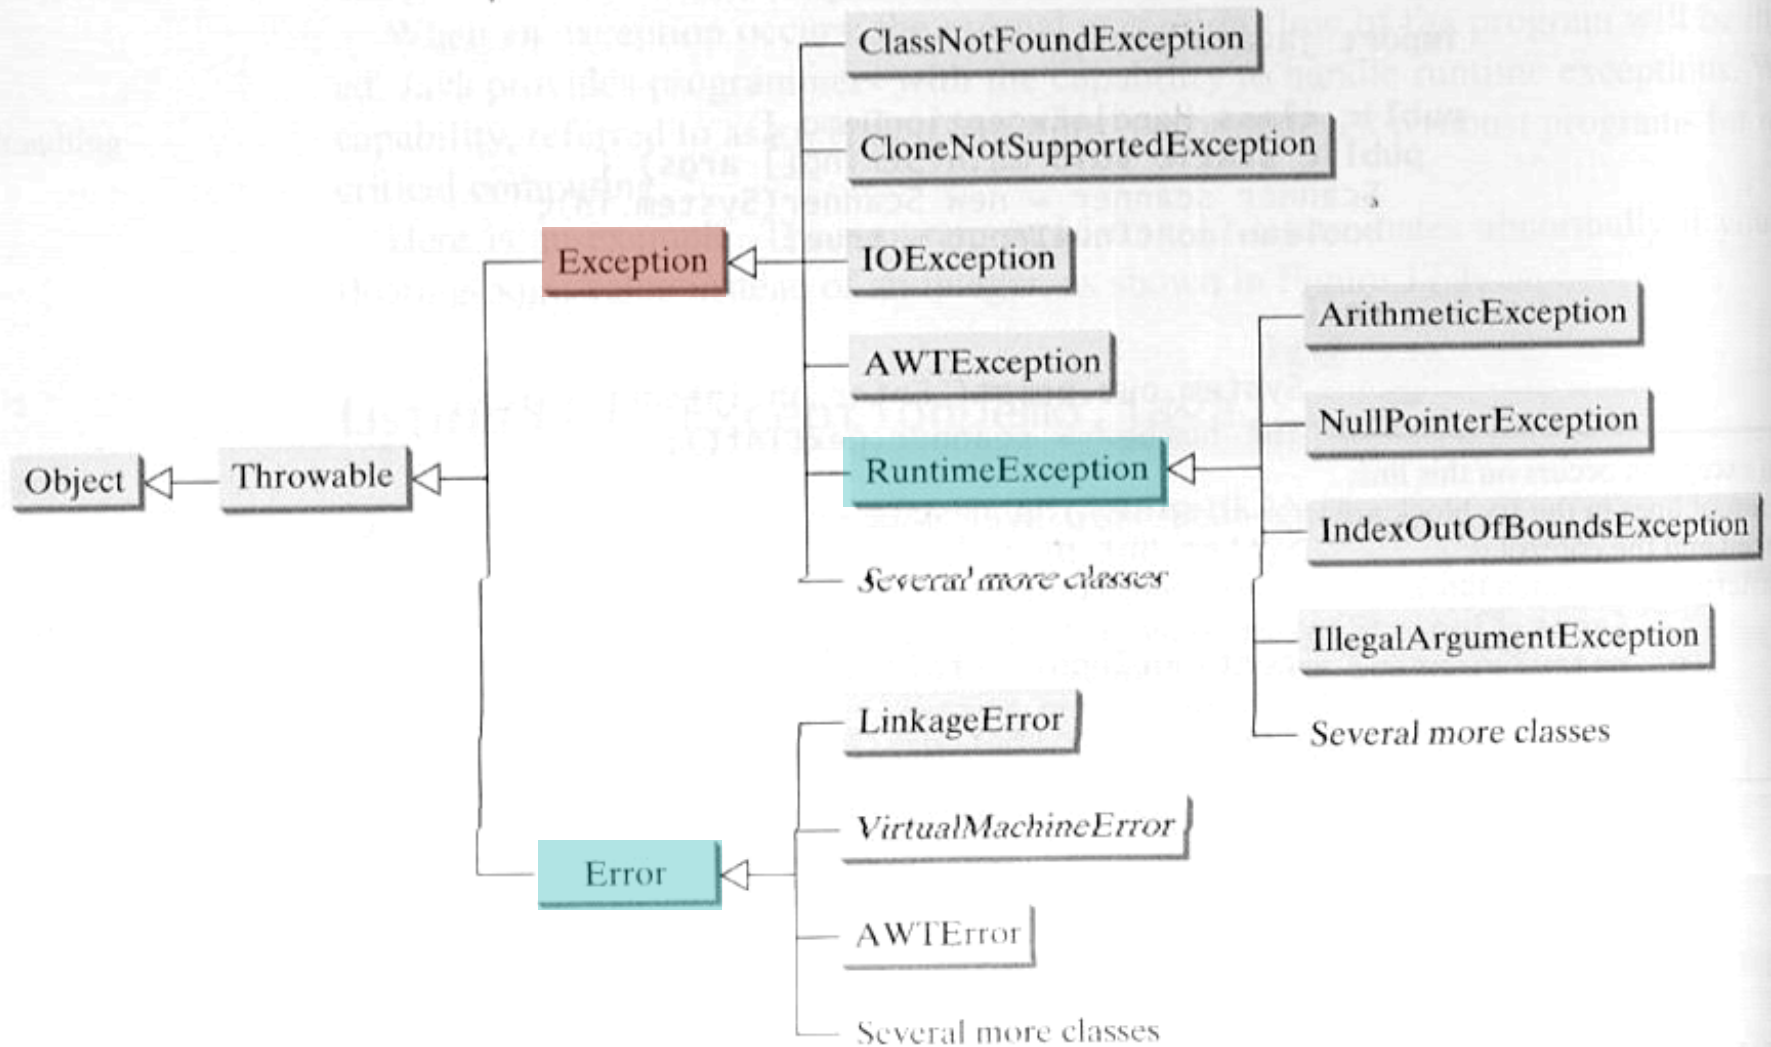 ClassNotFoundException
CloneNotSupportedException
Exception
IOException
ArithmeticException
AWTException
NullPointerException
Object
Throwable
RuntimeException
IndexOutOfBoundsException
Several more classes
IllegalArgumentException
LinkageError
Several more classes
VirtualMachineError
Error
AWTError
Several more classes